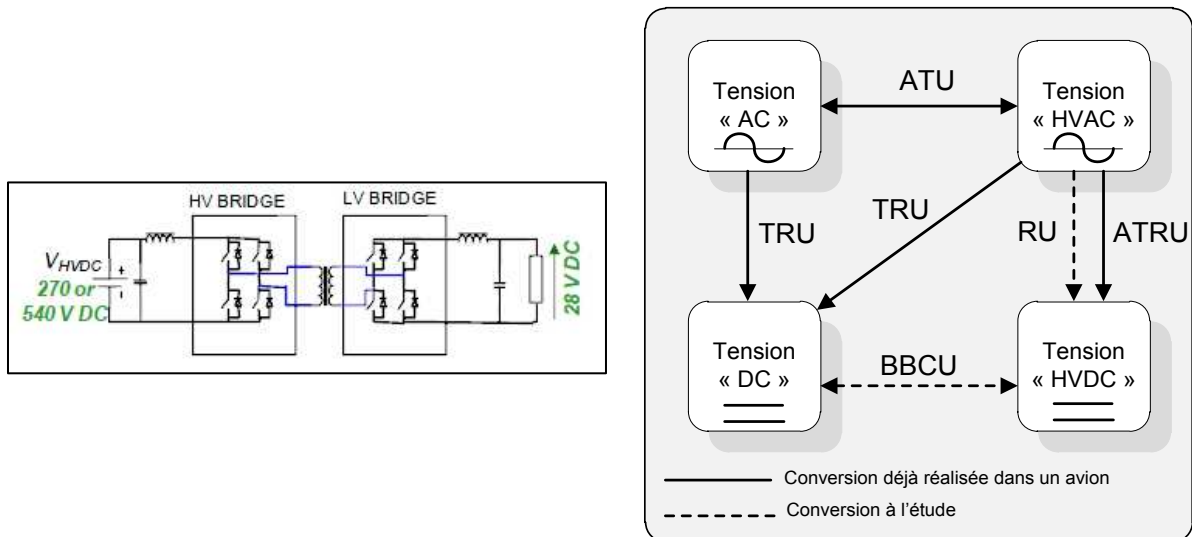 HV BRIDGE
LV BRIDGE
VHVDC
+
-
270 or
540 V DC
28 V DC
Tension
« AC »
ATU
Tension
« HVAC »
TRU
TRU
RU
ATRU
Tension
« DC »
BBCU
Tension
« HVDC »
Conversion déjà réalisée dans un avion
Conversion à l’étude